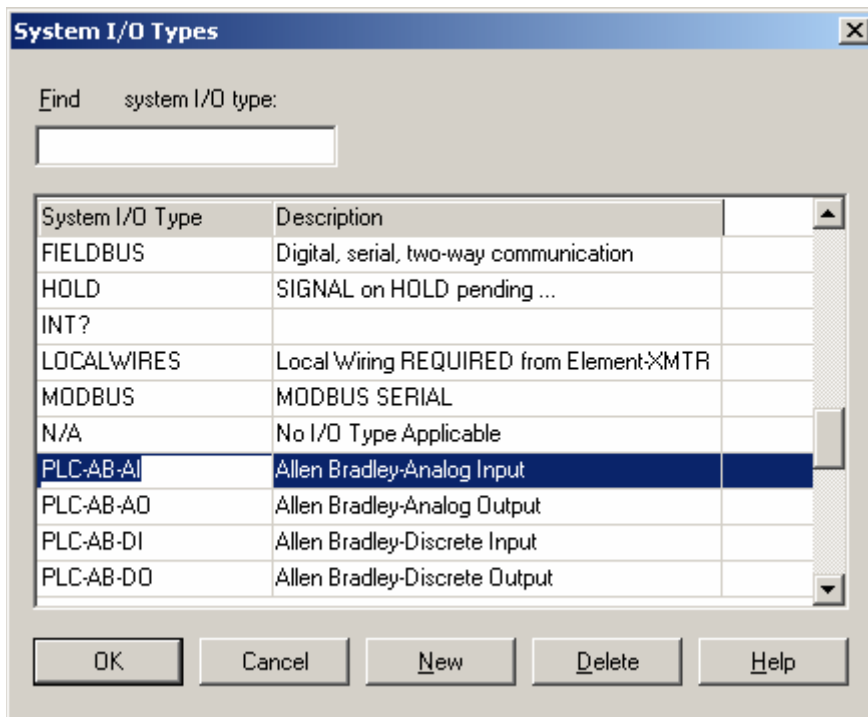 System I/O Types
Find system I/O type:
System I/O Type Description
FIELDBUS Digital, serial, two-way communication
HOLD SIGNAL on HOLD pending ...
INT?
LOCALWIRES Local Wiring REQUIRED from Element-XMTR
MODBUS MODBUS SERIAL
N/A No I/O Type Applicable
PLC-AB-AI Allen Bradley-Analog Input
PLC-AB-AO Allen Bradley-Analog Output
PLC-AB-DI Allen Bradley-Discrete Input
PLC-AB-DO Allen Bradley-Discrete Output
OK Cancel New Delete Help